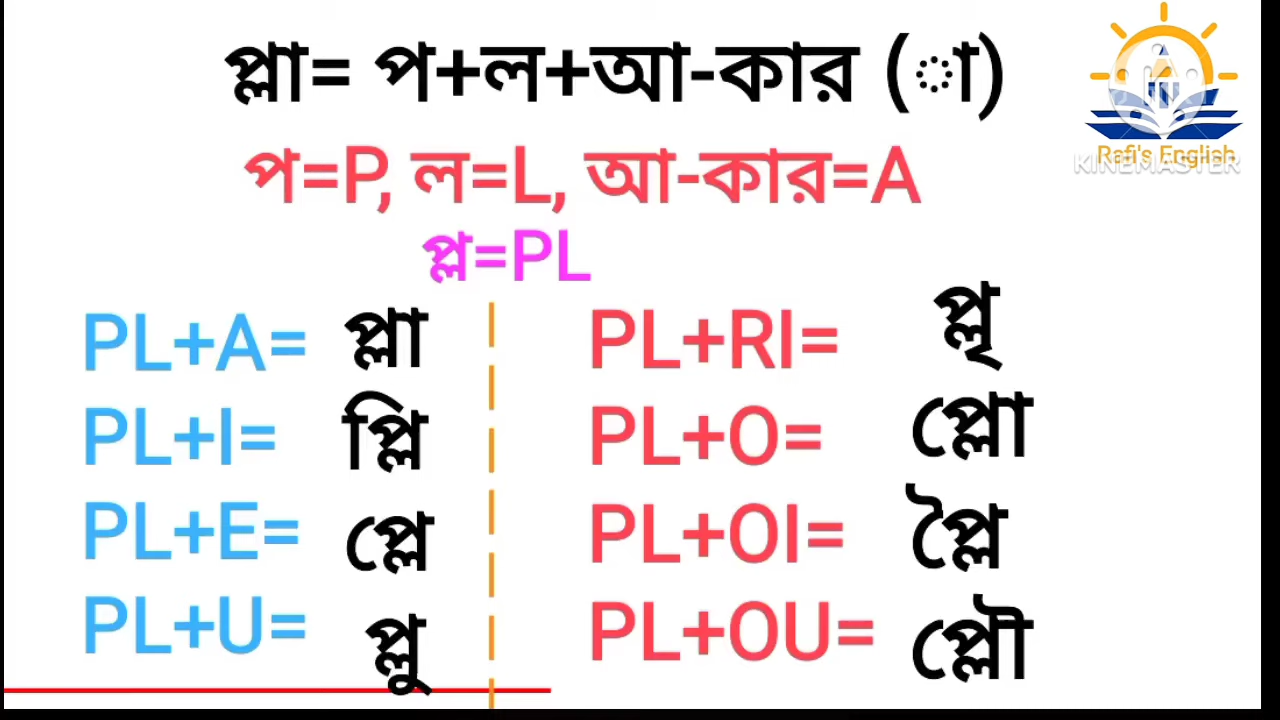 প্লা= প+ল+আ-কার (া)
Rafi's English
KINEMASTER
প=P, ল=L, আ-কার=A
প্ল=PL
PL+A= প্লা
PL+I= প্লি
PL+E= প্লে
PL+U= প্লু
PL+RI= প্লৃ
PL+O= প্লো
PL+OI= প্লৈ
PL+OU= প্লৌ